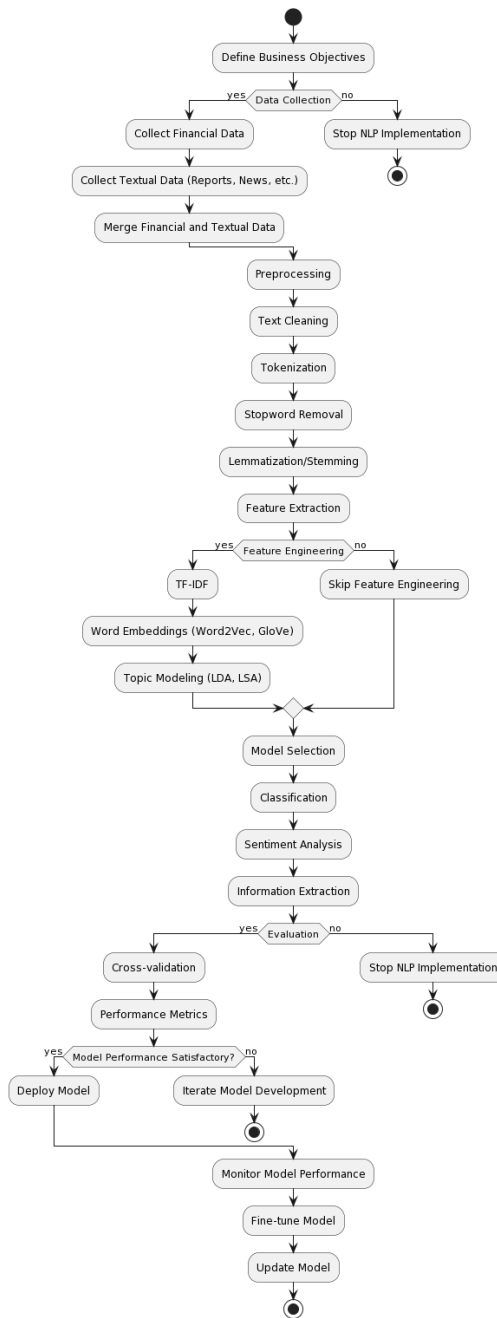 Define Business Objectives
yes
Data Collection
no
Collect Financial Data
Stop NLP Implementation
Collect Textual Data (Reports, News, etc.)
Merge Financial and Textual Data
Preprocessing
Text Cleaning
Tokenization
Stopword Removal
Lemmatization/Stemming
Feature Extraction
yes
Feature Engineering
no
TF-IDF
Skip Feature Engineering
Word Embeddings (Word2Vec, GloVe)
Topic Modeling (LDA, LSA)
Model Selection
Classification
Sentiment Analysis
Information Extraction
yes
Evaluation
no
Cross-validation
Stop NLP Implementation
Performance Metrics
yes
Model Performance Satisfactory?
no
Deploy Model
Iterate Model Development
Monitor Model Performance
Fine-tune Model
Update Model